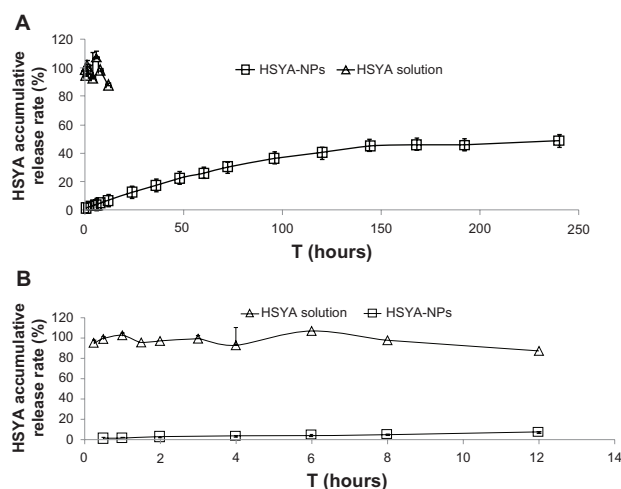 A
HSYA accumulative
release rate (%)
120
100
80
60
40
20
0
HSYA-NPs
HSYA solution
0
50
100
150
200
250
T (hours)
B
HSYA accumulative
release rate (%)
120
100
80
60
40
20
0
HSYA solution
HSYA-NPs
0
2
4
6
8
10
12
14
T (hours)